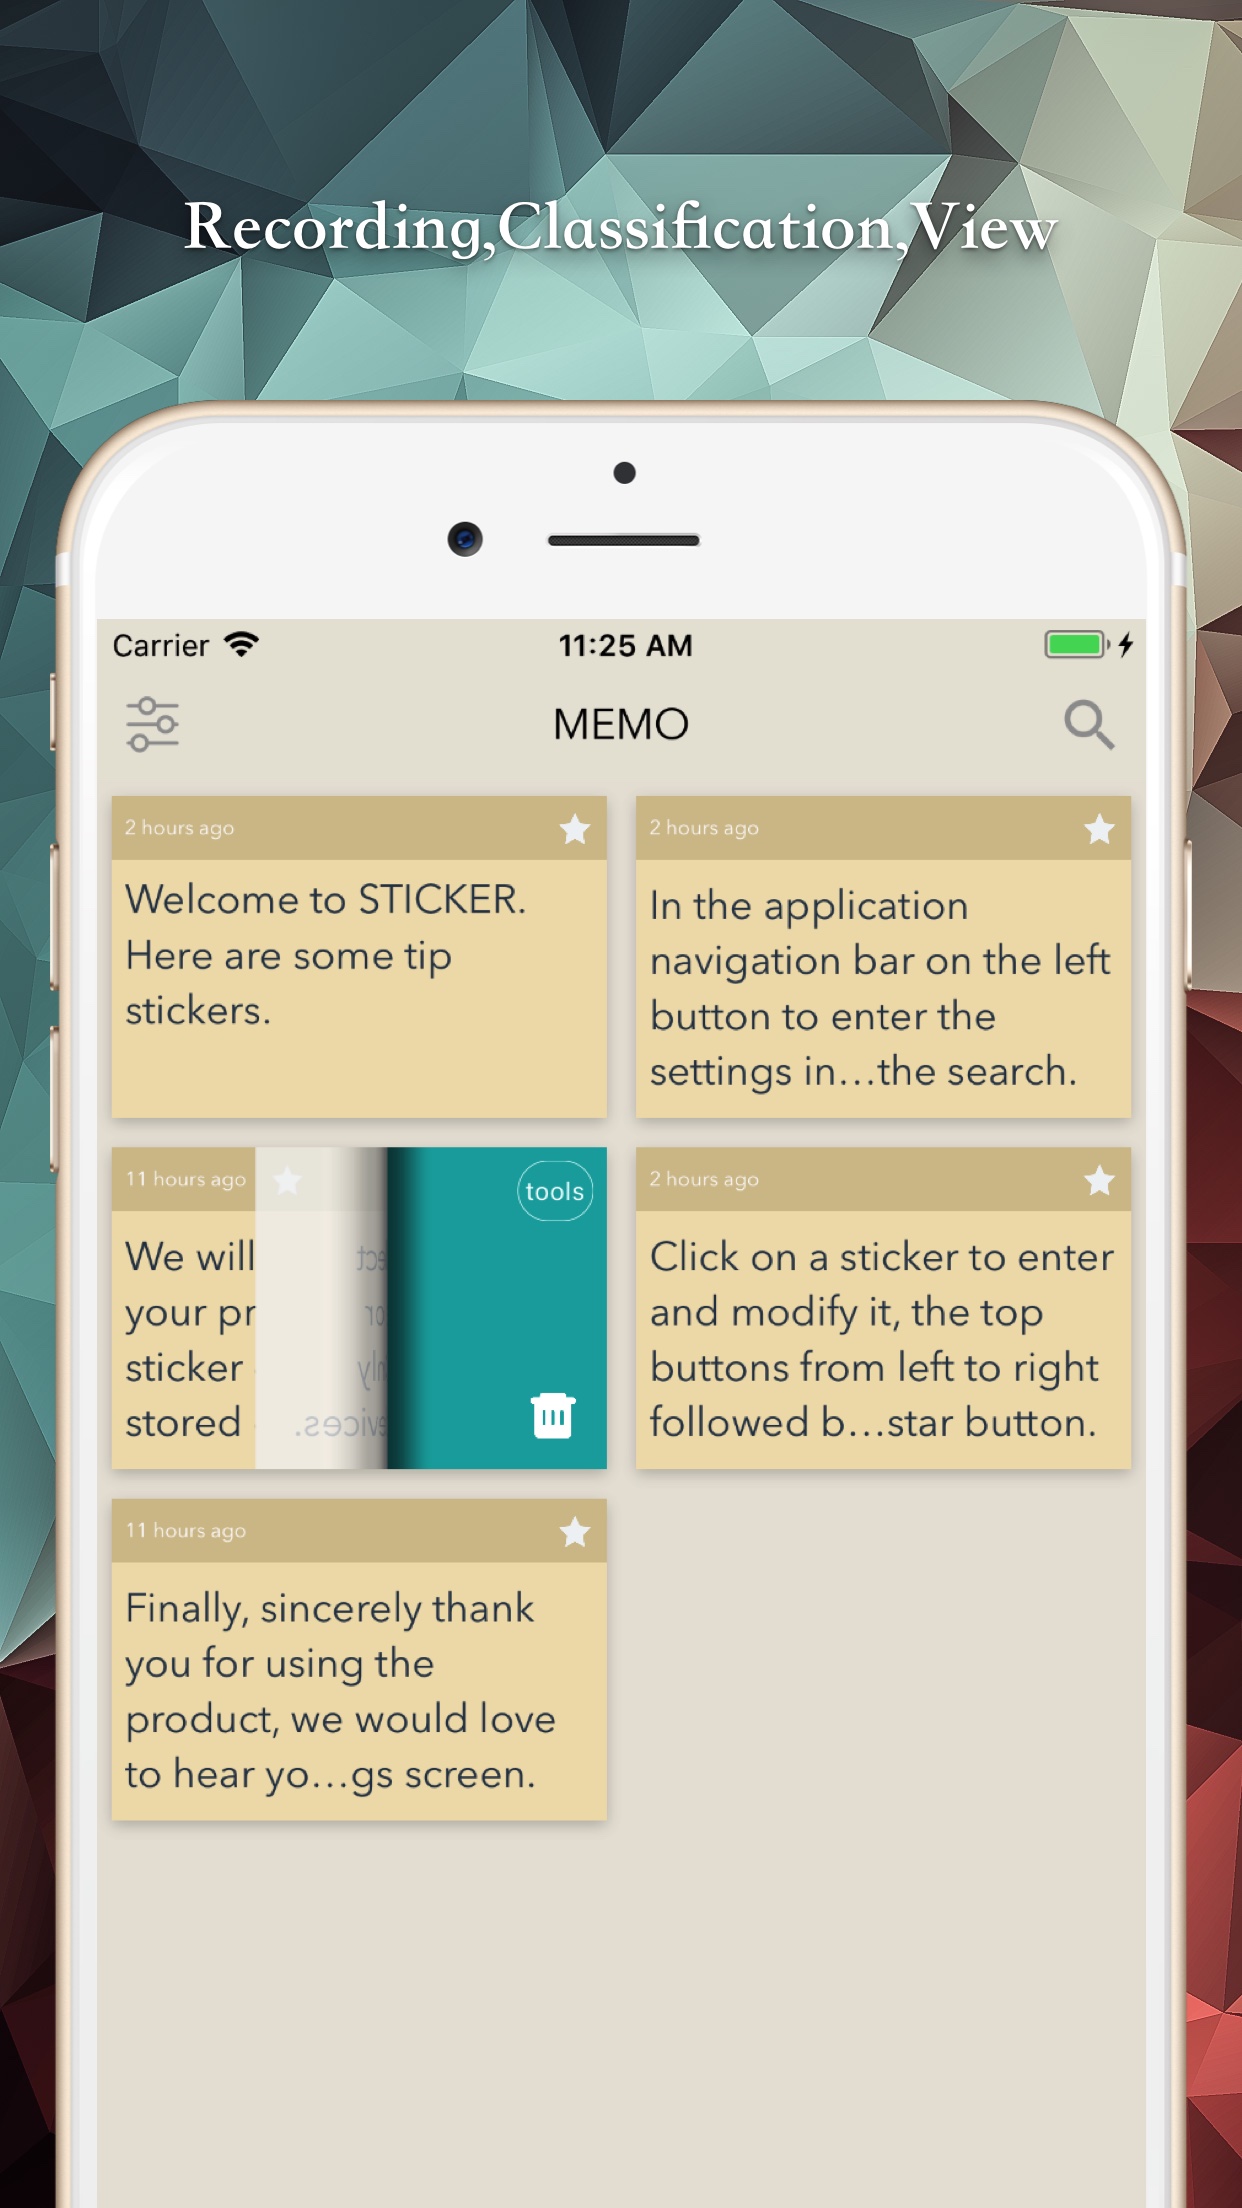 Recording,Classification,View
Carrier
11:25 AM
MEMO
2 hours ago
Welcome to STICKER.
Here are some tip
stickers.
2 hours ago
In the application
navigation bar on the left
button to enter the
settings in...the search.
11 hours ago
tools
We will
your
sticker
stored
2 hours ago
Click on a sticker to enter
and modify it, the top
buttons from left to right
followed b...star button.
11 hours ago
Finally, sincerely thank
you for using the
product, we would love
to hear yo...gs screen.